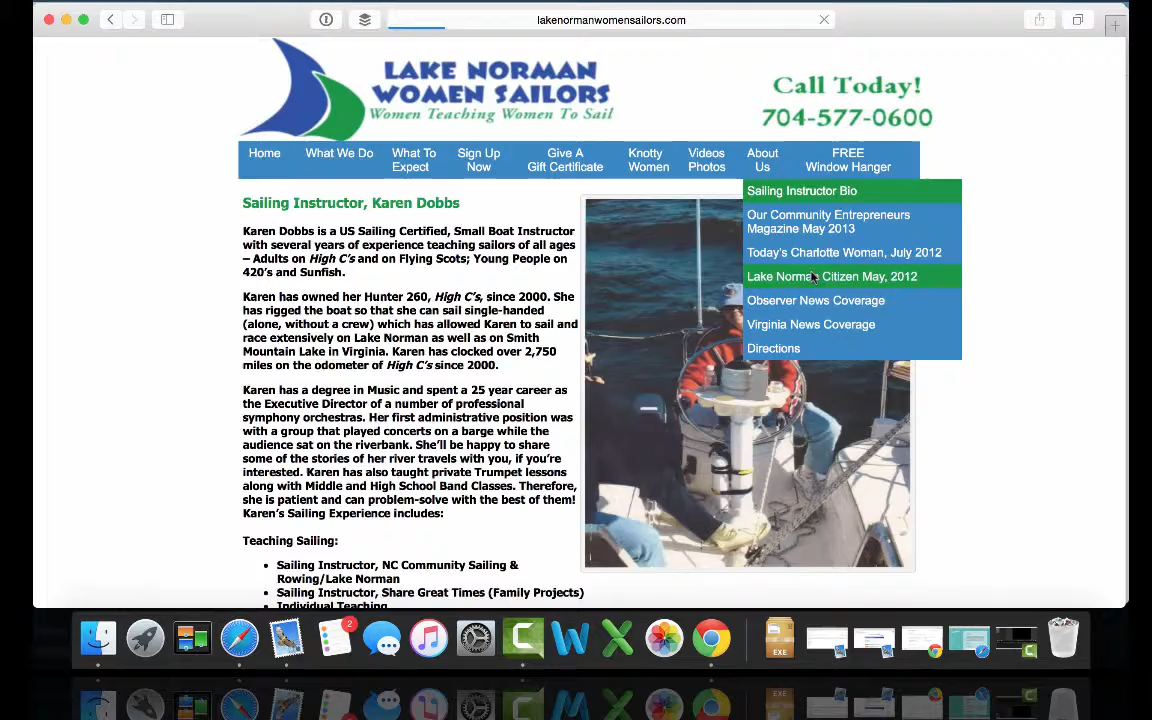 lakenormanwomensailors.com
LAKE NORMAN
WOMEN SAILORS
Women Teaching Women To Sail
Call Today!
704-577-0600
Home
What We Do
What To
Expect
Sign Up
Now
Give A
Gift Certificate
Knotty
Women
Videos
Photos
About
Us
FREE
Window Hanger
Sailing Instructor Bio
Our Community Entrepreneurs
Magazine May 2013
Today's Charlotte Woman, July 2012
Lake Norman Citizen May, 2012
Observer News Coverage
Virginia News Coverage
Directions
Sailing Instructor, Karen Dobbs
Karen Dobbs is a US Sailing Certified, Small Boat Instructor
with several years of experience teaching sailors of all ages
– Adults on High C's and on Flying Scots; Young People on
420's and Sunfish.
Karen has owned her Hunter 260, High C's, since 2000. She
has rigged the boat so that she can sail single-handed
(alone, without a crew) which has allowed Karen to sail and
race extensively on Lake Norman as well as on Smith
Mountain Lake in Virginia. Karen has clocked over 2,750
miles on the odometer of High C's since 2000.
Karen has a degree in Music and spent a 25 year career as
the Executive Director of a number of professional
symphony orchestras. Her first administrative position was
with a group that played concerts on a barge while the
audience sat on the riverbank. She'll be happy to share
some of the stories of her river travels with you, if you're
interested. Karen has also taught private Trumpet lessons
along with Middle and High School Band Classes. Therefore,
she is patient and can problem-solve with the best of them!
Karen's Sailing Experience includes:
Teaching Sailing:
• Sailing Instructor, NC Community Sailing &
Rowing/Lake Norman
• Sailing Instructor, Share Great Times (Family Projects)
• Individual Teaching
2
EXE